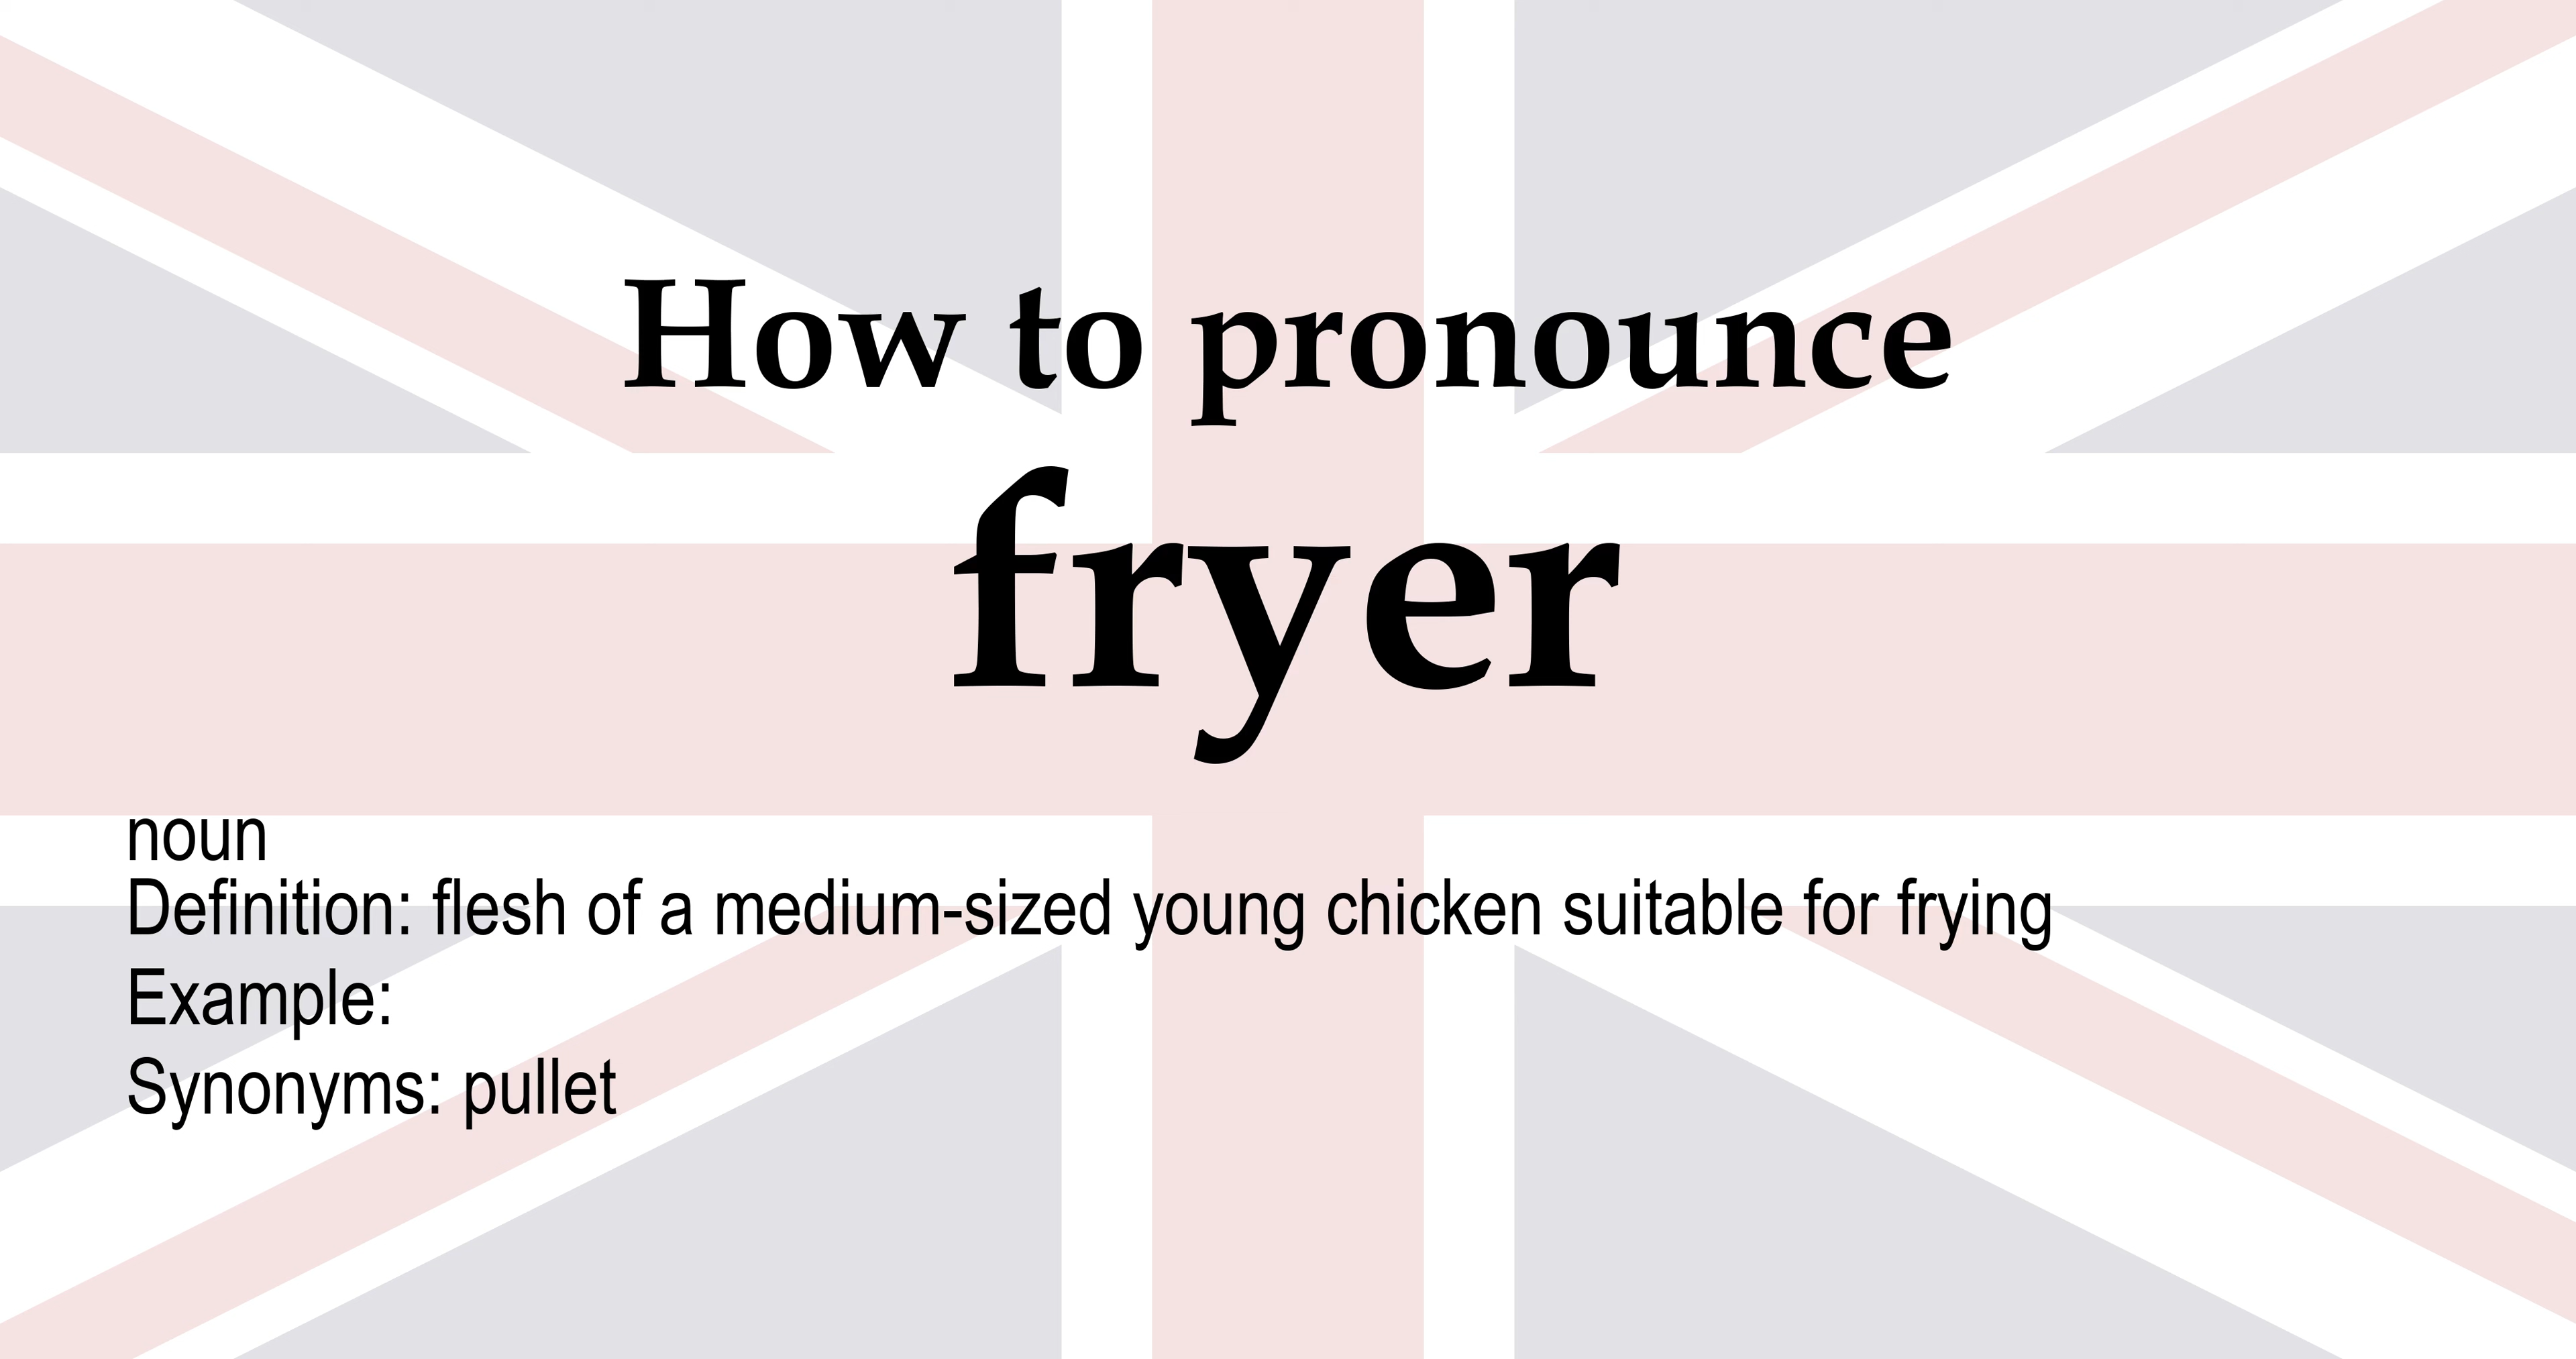 How to pronounce
fryer
noun
Definition: flesh of a medium-sized young chicken suitable for frying
Example:
Synonyms: pullet